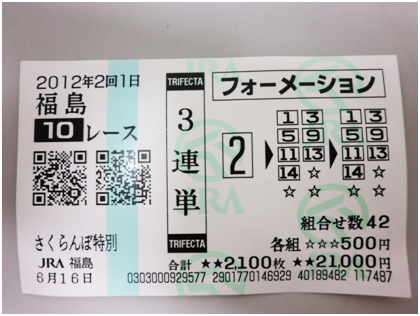 2012年2回1日
福島
10レース
さくらんぼ特別
JRA 福島
6月16日
TRIFECTA
3連単
TRIFECTA
フォーメーション
2
1 3
5 9
11 13
14 ☆
☆ ☆
1 3
5 9
11 13
14 ☆
☆ ☆
組合せ数42
各組 ☆☆☆500円
合計 ★★2,100枚 ★★21,000円
0303000929577 2901770146929 40189482 117487
JRA